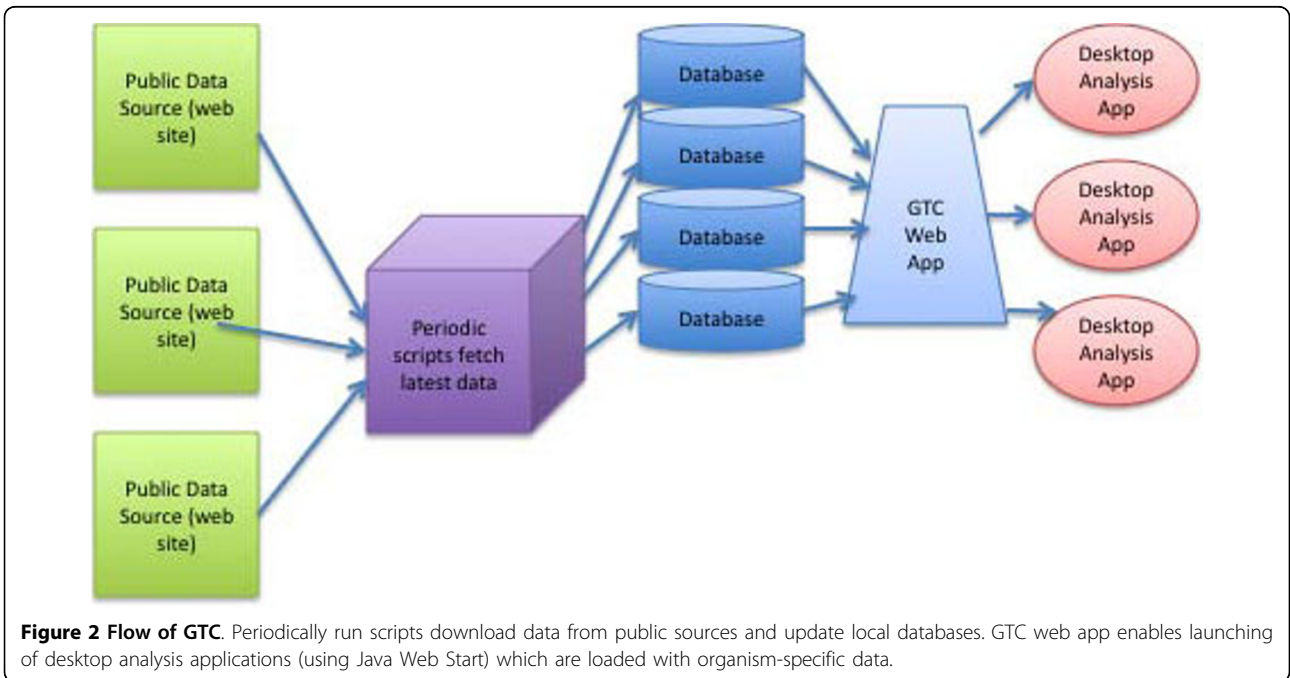 Public Data
Source (web
site)
Public Data
Source (web
site)
Public Data
Source (web
site)
Periodic
scripts fetch
latest data
Database
Database
Database
Database
GTC
Web
App
Desktop
Analysis
App
Desktop
Analysis
App
Desktop
Analysis
App
Figure 2 Flow of GTC. Periodically run scripts download data from public sources and update local databases. GTC web app enables launching
of desktop analysis applications (using Java Web Start) which are loaded with organism-specific data.